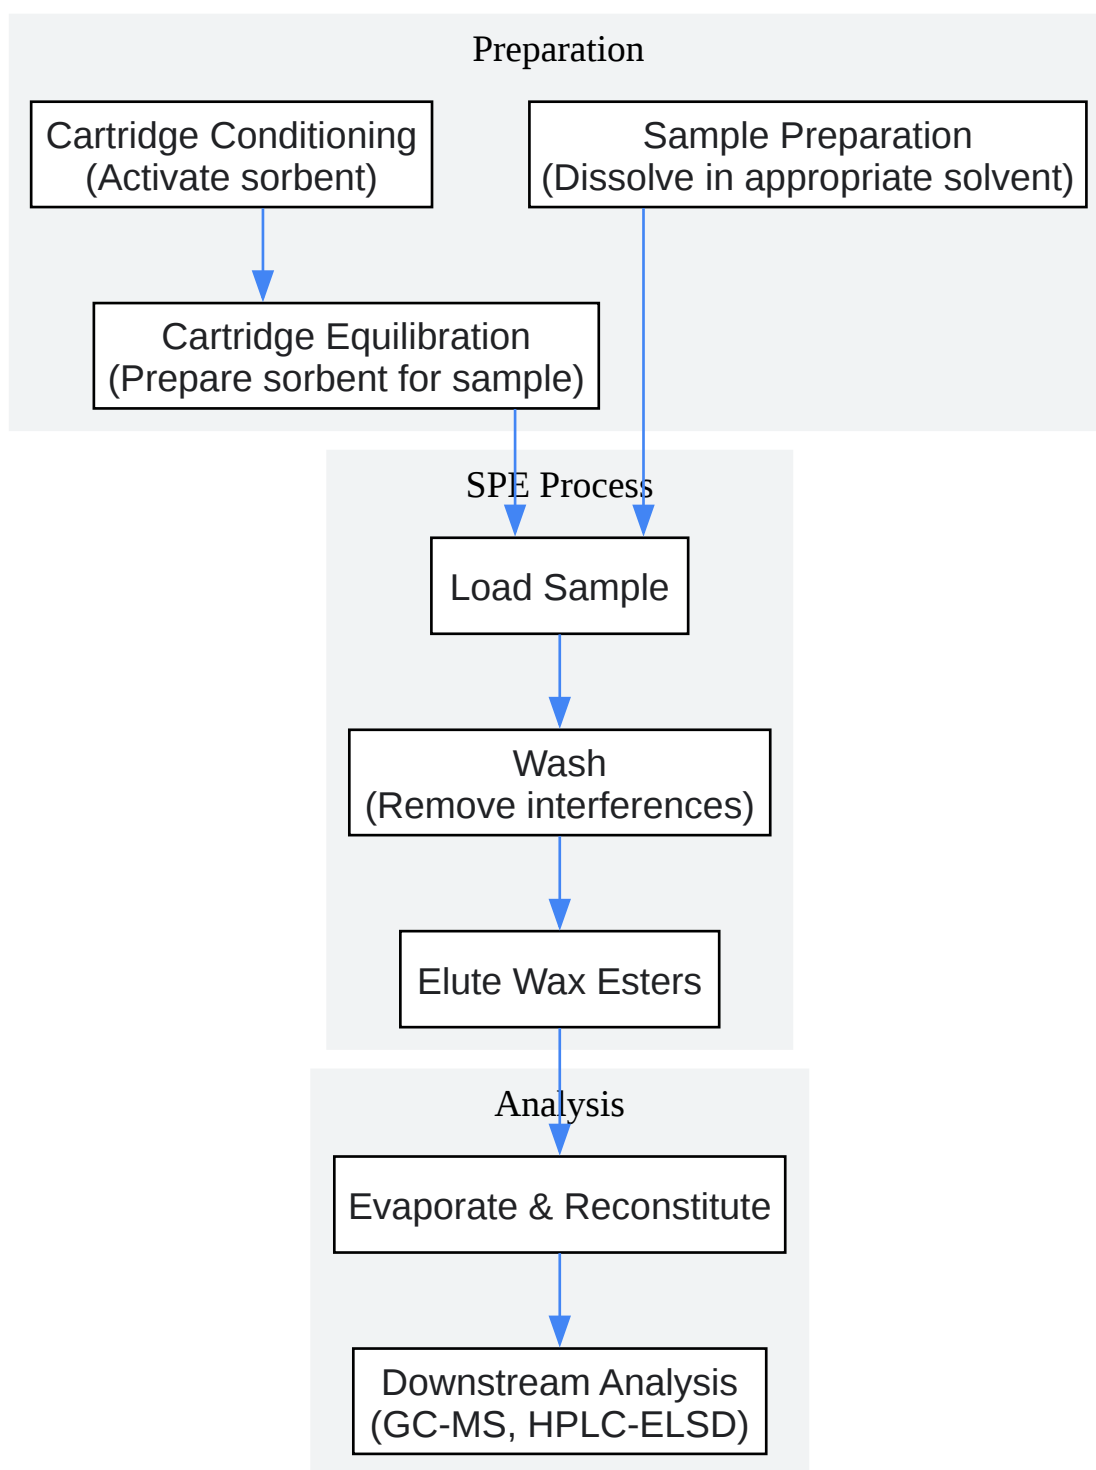 Preparation
Cartridge Conditioning
(Activate sorbent)
Sample Preparation
(Dissolve in appropriate solvent)
Cartridge Equilibration
(Prepare sorbent for sample)
SPE Process
Load Sample
Wash
(Remove interferences)
Elute Wax Esters
Analysis
Evaporate & Reconstitute
Downstream Analysis
(GC-MS, HPLC-ELSD)